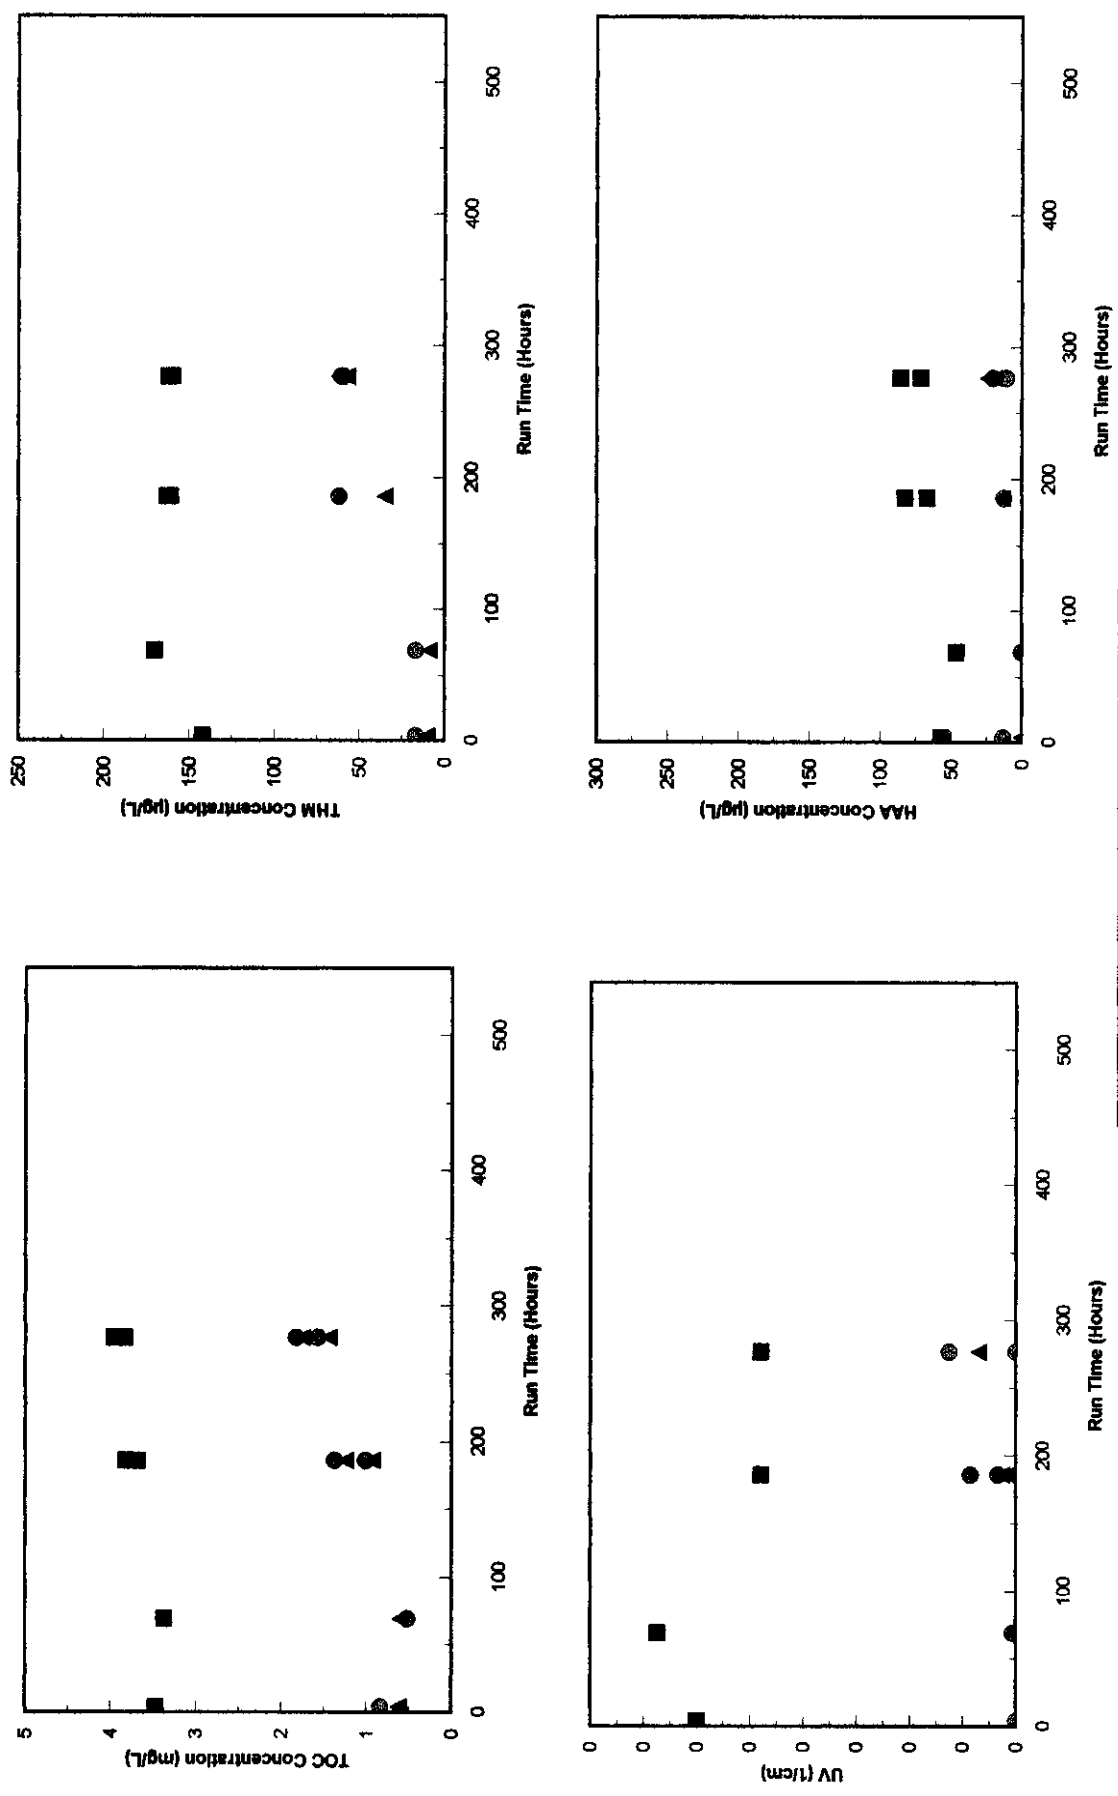 TOC Concentration (mg/L)
5
4
3
2
1
0
0 100 200 300 400 500
Run Time (Hours)
THM Concentration (µg/L)
250
200
150
100
50
0
0 100 200 300 400 500
Run Time (Hours)
UV (1/cm)
0
0
0
0
0
0
0
0
0
0 100 200 300 400 500
Run Time (Hours)
HAA Concentration (µg/L)
300
250
200
150
100
50
0
0 100 200 300 400 500
Run Time (Hours)